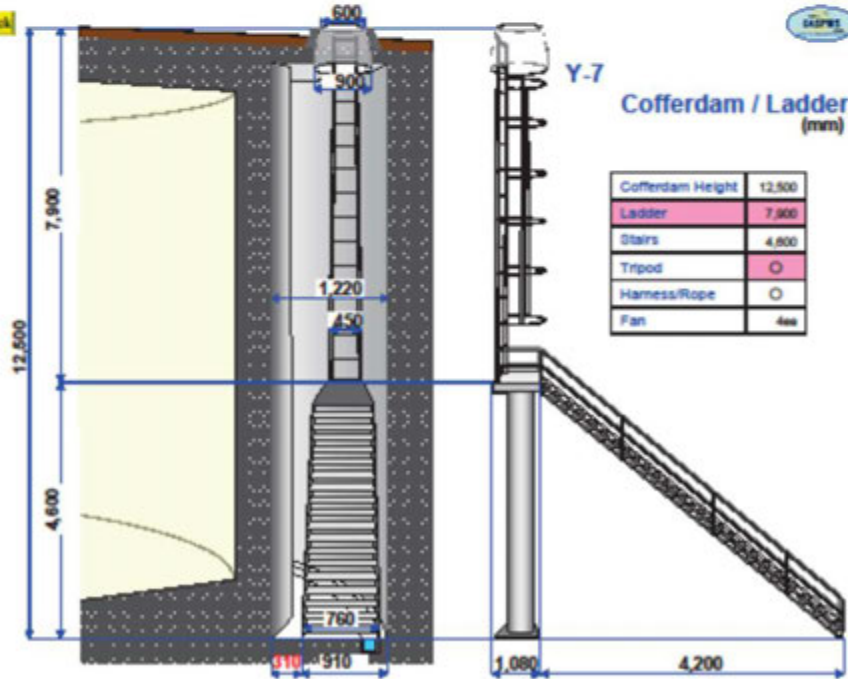 600
900
Y-7
Cofferdam / Ladder
(mm)
Cofferdam Height 12,500
Ladder 7,900
Stairs 4,600
Tripod ○
Harness/Rope ○
Fan 4ea
7,900
12,500
1,220
450
4,600
760
310
910
1,080
4,200